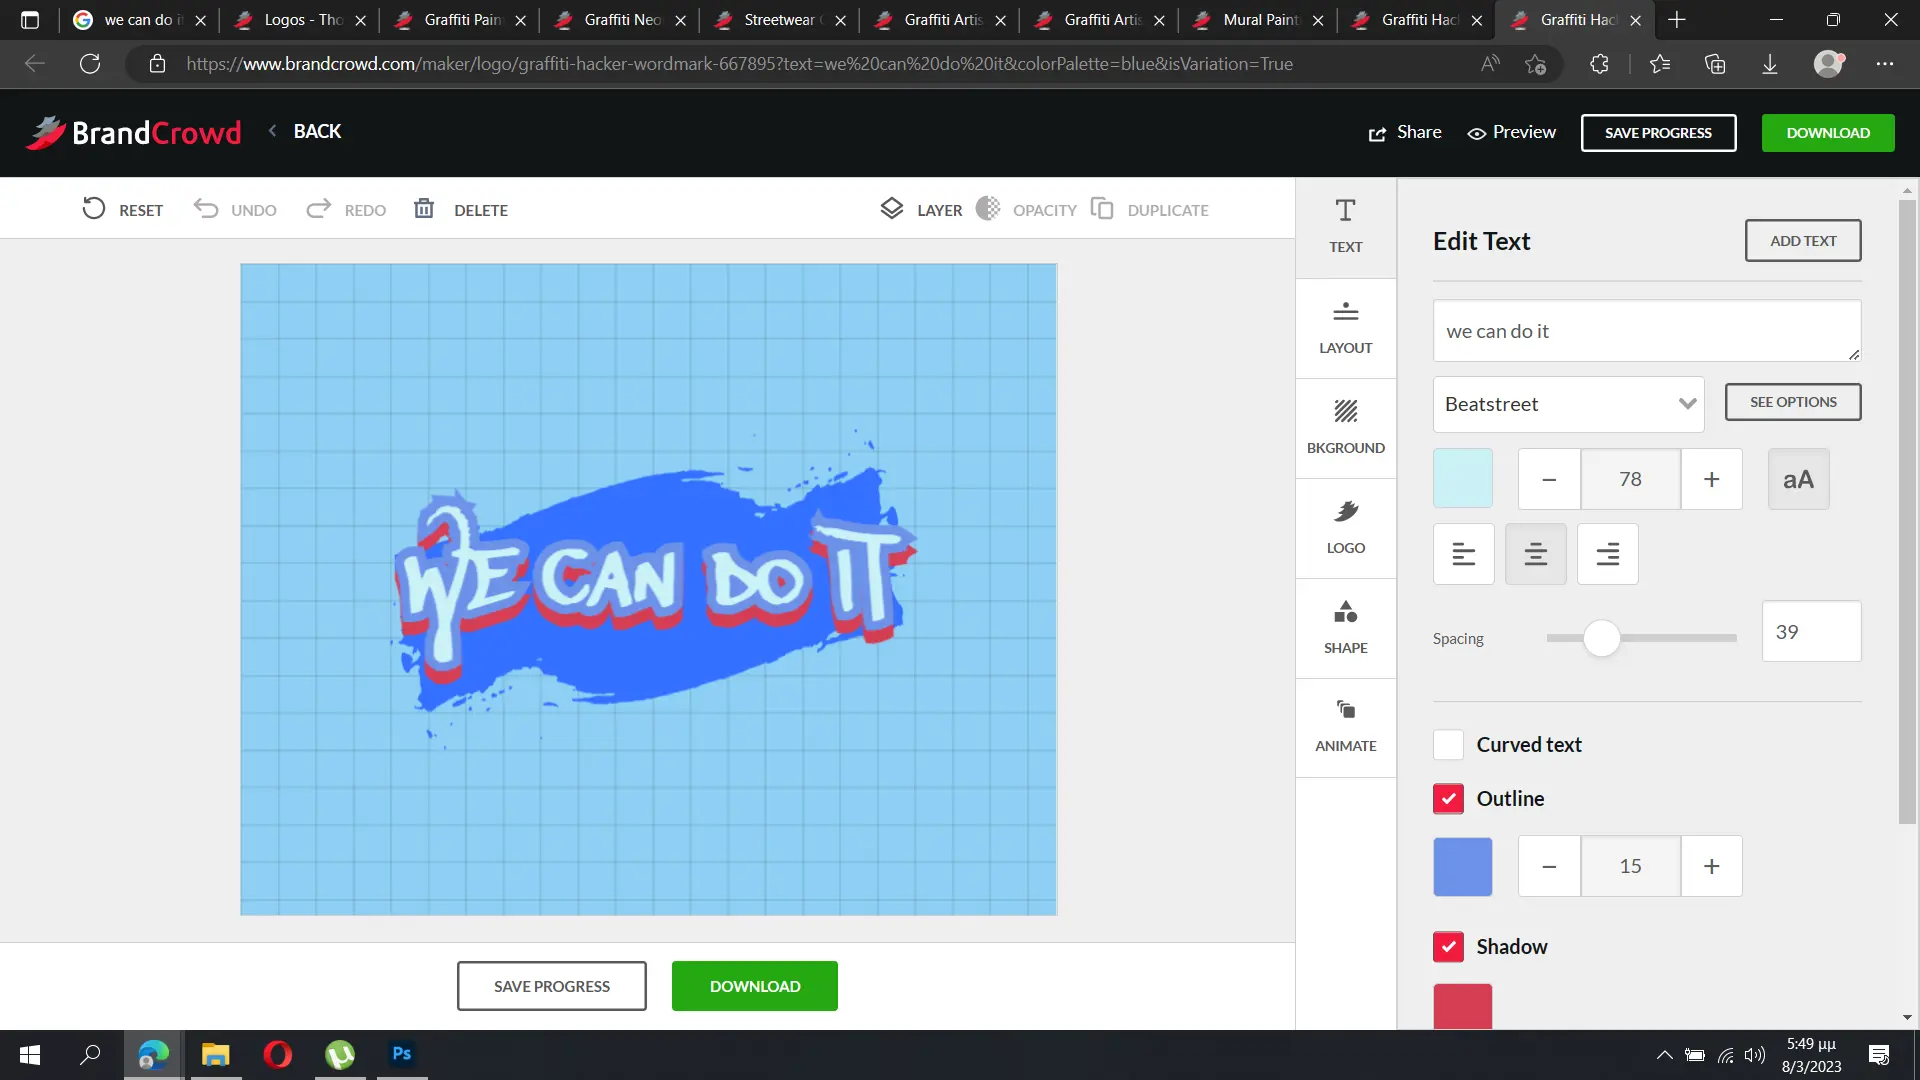 we can do i
Logos - Tho
Graffiti Pain
Graffiti Neo
Streetwear
Graffiti Artis
Graffiti Artis
Mural Paint
Graffiti Hac
Graffiti Hac
https://www.brandcrowd.com/maker/logo/graffiti-hacker-wordmark-667895?text=we%20can%20do%20it&colorPalette=blue&isVariation=True
BrandCrowd
BACK
Share
Preview
SAVE PROGRESS
DOWNLOAD
RESET
UNDO
REDO
DELETE
LAYER
OPACITY
DUPLICATE
WE CAN DO IT
SAVE PROGRESS
DOWNLOAD
TEXT
LAYOUT
BKGROUND
LOGO
SHAPE
ANIMATE
Edit Text
ADD TEXT
we can do it
Beatstreet
SEE OPTIONS
− 78 +
aA
Spacing
39
Curved text
Outline
− 15 +
Shadow
Ps
5:49 μμ
8/3/2023